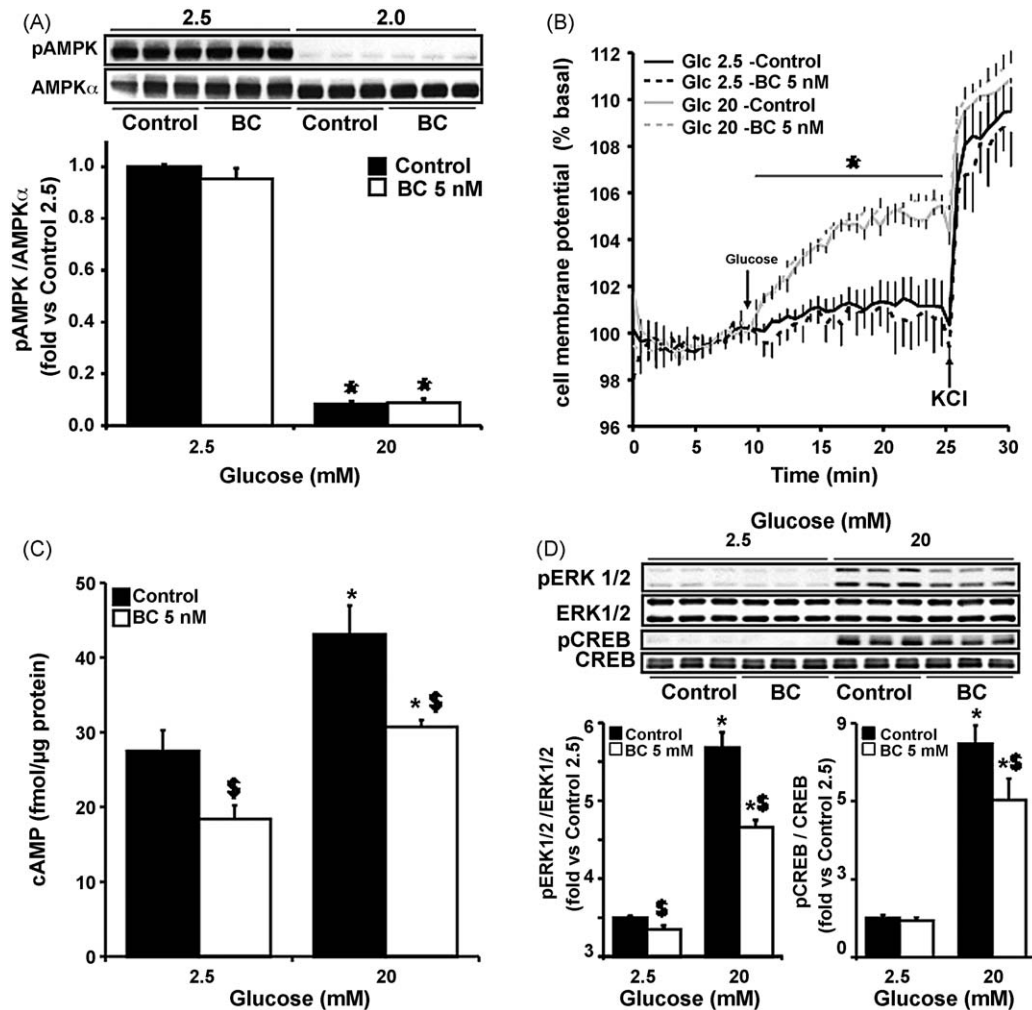 (A)
2.5 2.0
pAMPK
AMPKα
Control BC Control BC
Control
BC 5 nM
pAMPK /AMPKα
(fold vs Control 2.5)
1.0
0.8
0.6
0.4
0.2
0.0
* *
2.5 20
Glucose (mM)
(B)
Glc 2.5 -Control
Glc 2.5 -BC 5 nM
Glc 20 -Control
Glc 20 -BC 5 nM
*
Glucose
KCl
cell membrane potential (% basal)
112
110
108
106
104
102
100
98
96
0 5 10 15 20 25 30
Time (min)
(C)
Control
BC 5 nM
cAMP (fmol/µg protein)
50
40
30
20
10
0
$ * *$
2.5 20
Glucose (mM)
(D)
Glucose (mM)
2.5 20
pERK 1/2
ERK1/2
pCREB
CREB
Control BC Control BC
Control
BC 5 mM
pERK1/2 /ERK1/2
(fold vs Control 2.5)
6
5
4
3
$ * *$
2.5 20
Glucose (mM)
Control
BC 5 mM
pCREB / CREB
(fold vs Control 2.5)
9
5
3
0
* *$
2.5 20
Glucose (mM)